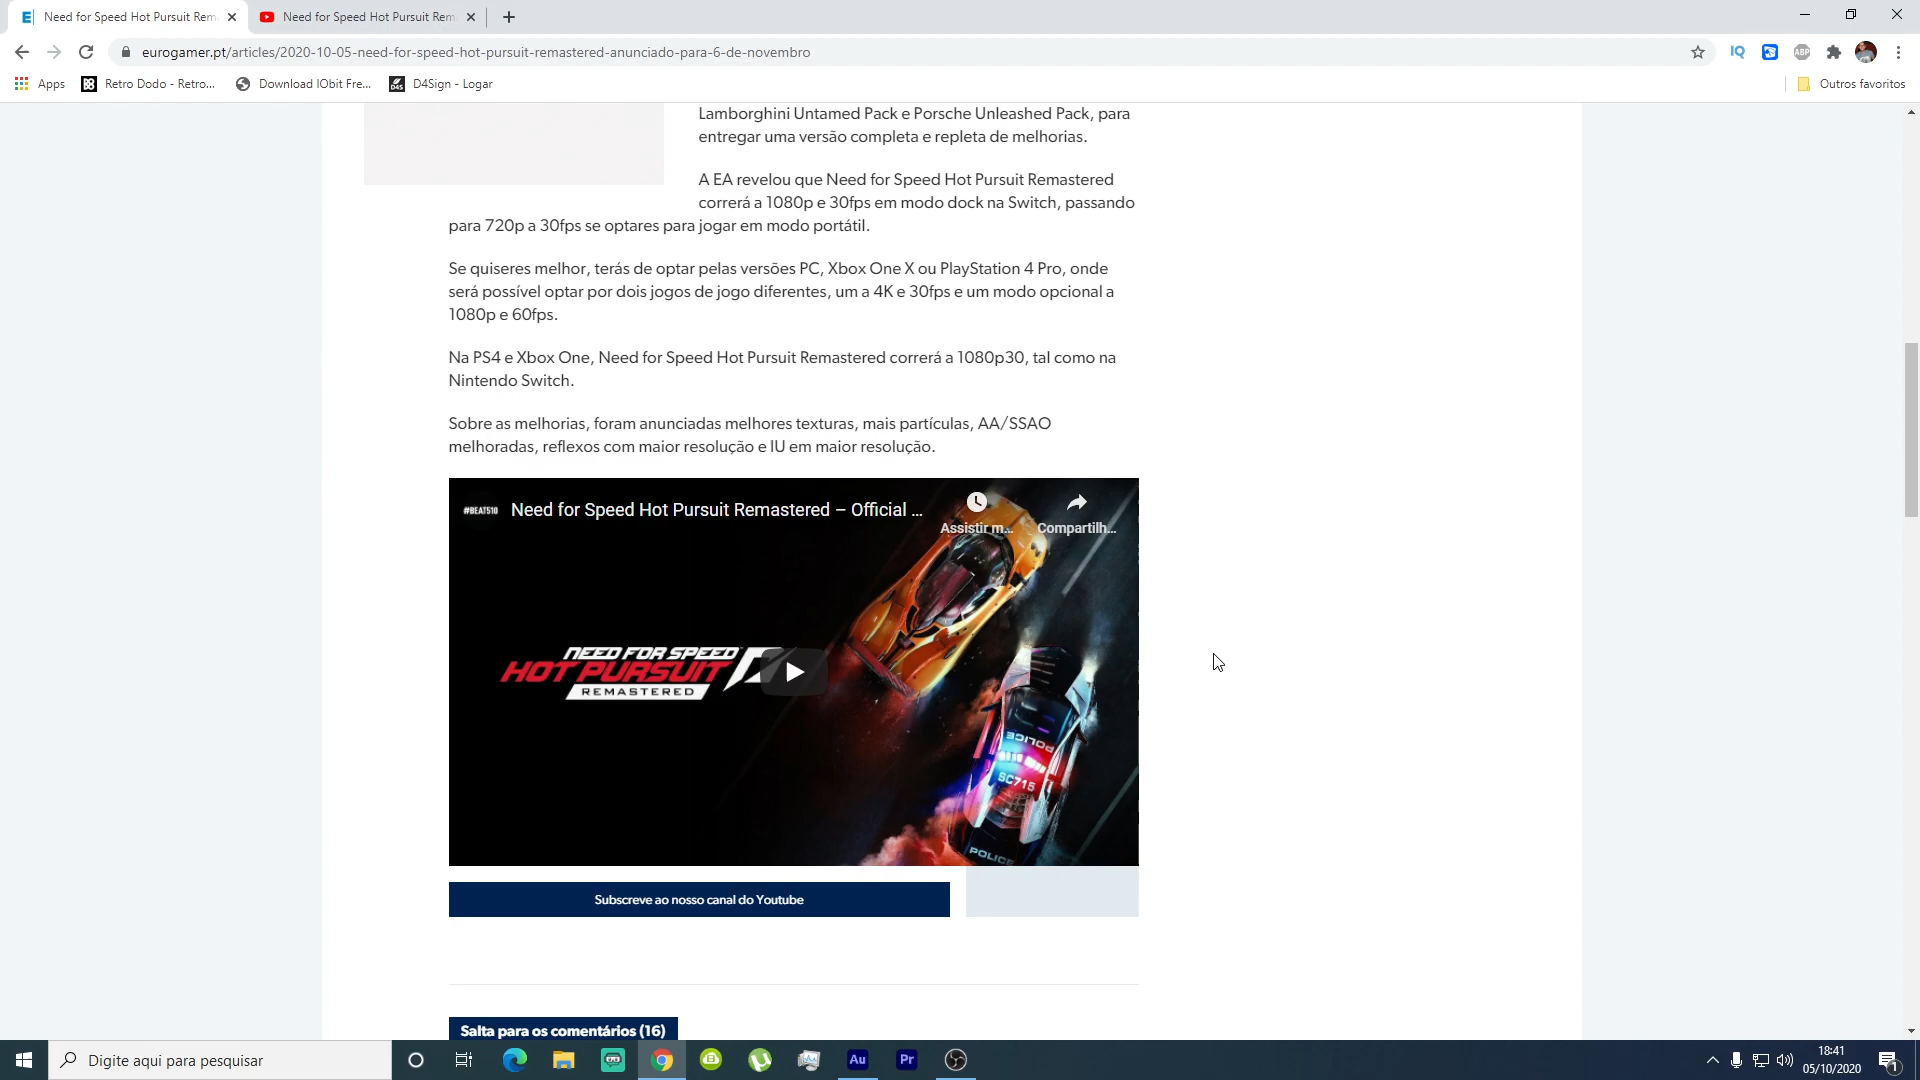 Need for Speed Hot Pursuit Rem
Need for Speed Hot Pursuit Rem
eurogamer.pt/articles/2020-10-05-need-for-speed-hot-pursuit-remastered-anunciado-para-6-de-novembro
IQ
ABP
Apps
Retro Dodo - Retro...
Download IObit Fre...
D4Sign - Logar
Outros favoritos
Lamborghini Untamed Pack e Porsche Unleashed Pack, para
entregar uma versão completa e repleta de melhorias.
A EA revelou que Need for Speed Hot Pursuit Remastered
correrá a 1080p e 30fps em modo dock na Switch, passando
para 720p a 30fps se optares para jogar em modo portátil.
Se quiseres melhor, terás de optar pelas versões PC, Xbox One X ou PlayStation 4 Pro, onde
será possível optar por dois jogos de jogo diferentes, um a 4K e 30fps e um modo opcional a
1080p e 60fps.
Na PS4 e Xbox One, Need for Speed Hot Pursuit Remastered correrá a 1080p30, tal como na
Nintendo Switch.
Sobre as melhorias, foram anunciadas melhores texturas, mais partículas, AA/SSAO
melhoradas, reflexos com maior resolução e IU em maior resolução.
#BEAT510
Need for Speed Hot Pursuit Remastered – Official ...
Assistir m...
Compartilh...
NEED FOR SPEED
HOT PURSUIT
REMASTERED
POLICE
SC715
POLICE
Subscreve ao nosso canal do Youtube
Salta para os comentários (16)
Digite aqui para pesquisar
Au
Pr
18:41
05/10/2020
1